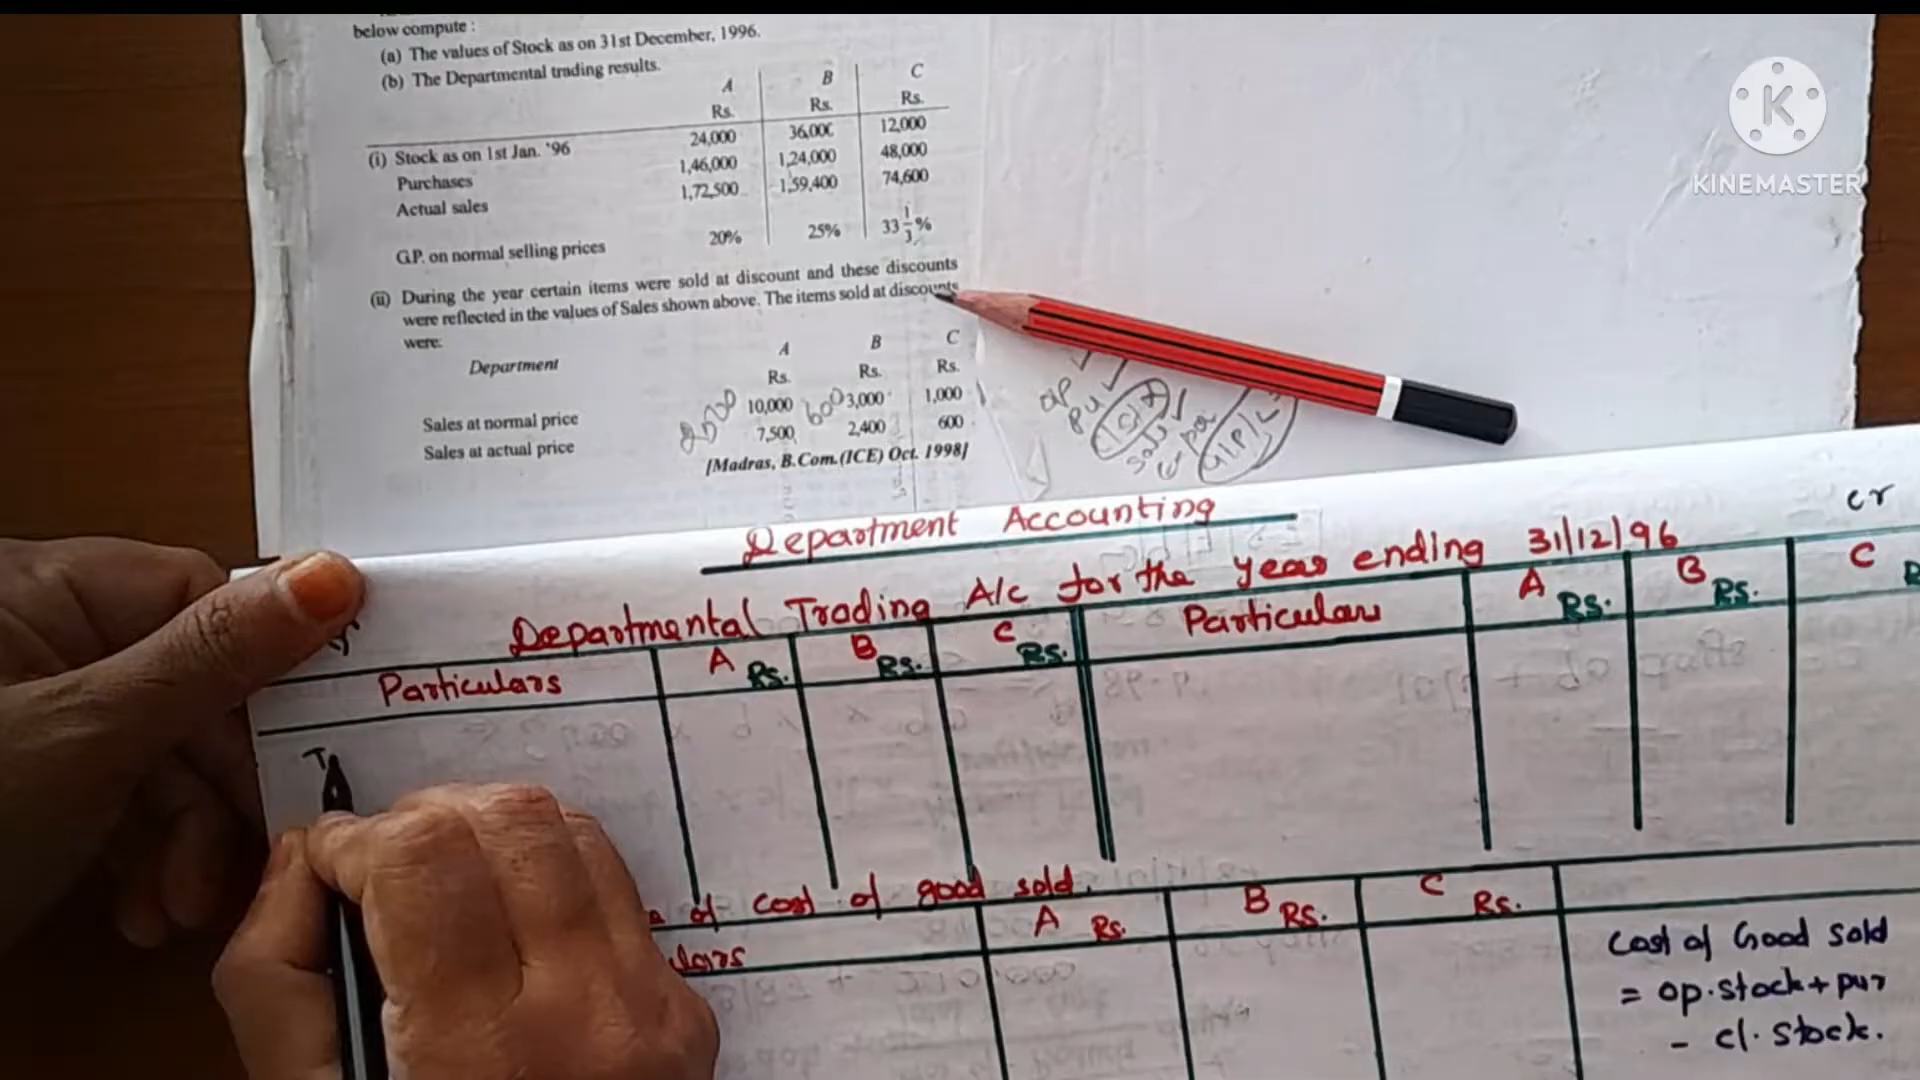 below compute :
(a) The values of Stock as on 31st December, 1996.
(b) The Departmental trading results.
A B C
Rs. Rs. Rs.
(i) Stock as on 1st Jan. '96 24,000 36,000 12,000
Purchases 1,46,000 1,24,000 48,000
Actual sales 1,72,500 1,59,400 74,600
G.P. on normal selling prices 20% 25% 33 1/3%
(ii) During the year certain items were sold at discount and these discounts
were reflected in the values of Sales shown above. The items sold at discounts
were:
Department A B C
Rs. Rs. Rs.
Sales at normal price 10,000 3,000 1,000
Sales at actual price 7,500 2,400 600
[Madras, B.Com.(ICE) Oct. 1998]
2500 600
KINEMASTER
Department Accounting
Departmental Trading A/c for the year ending 31/12/96 cr
Particulars A Rs. B Rs. C Rs. Particulars A Rs. B Rs. C
of cost of good sold.
A Rs. B Rs. C Rs.
Cost of Good sold
= op.stock + pur
- cl. stock.